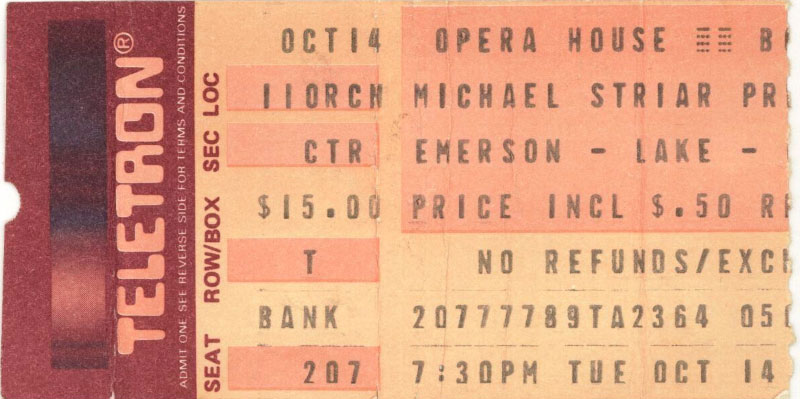 TELETRON®
ADMIT ONE SEE REVERSE SIDE FOR TERMS AND CONDITIONS
SEAT ROW/BOX SEC LOC
OCT14 OPERA HOUSE
11ORCH MICHAEL STRIAR
CTR EMERSON - LAKE -
$15.00 PRICE INCL $.50
T NO REFUNDS/EXCH
BANK 20777789TA2364 050
207 7:30PM TUE OCT 14